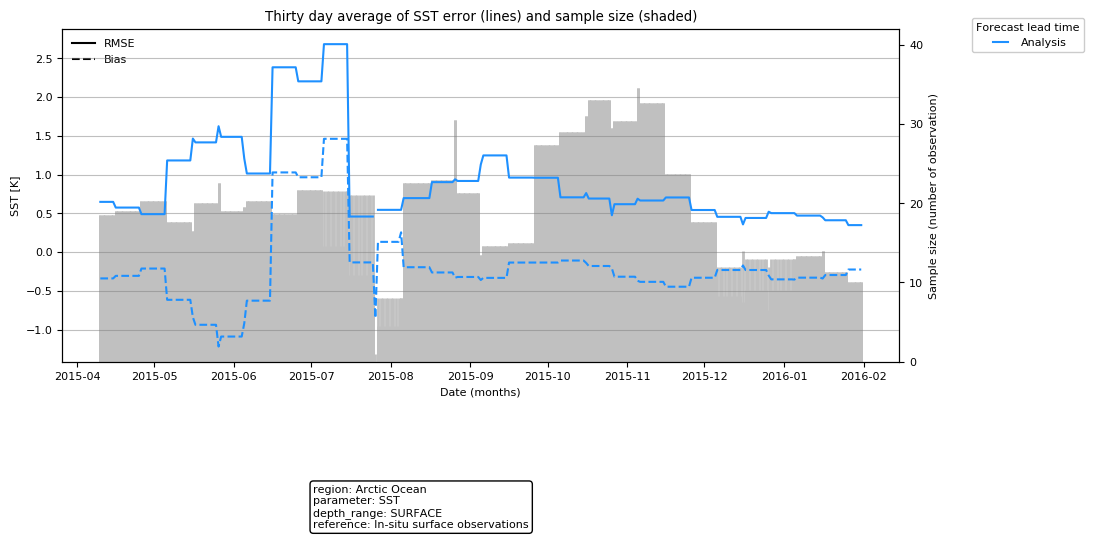 Thirty day average of SST error (lines) and sample size (shaded)
RMSE
Bias
Forecast lead time
Analysis
SST [K]
2.5
2.0
1.5
1.0
0.5
0.0
−0.5
−1.0
40
30
20
10
0
Sample size (number of observation)
2015-04 2015-05 2015-06 2015-07 2015-08 2015-09 2015-10 2015-11 2015-12 2016-01 2016-02
Date (months)
region: Arctic Ocean
parameter: SST
depth_range: SURFACE
reference: In-situ surface observations